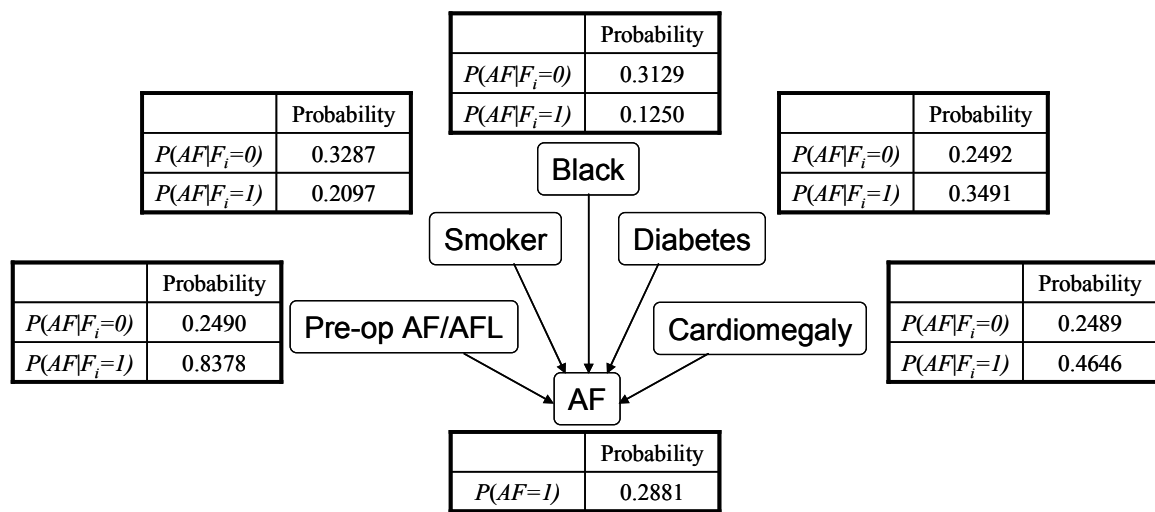 Probability
P(AF|Fi=0) 0.3129
P(AF|Fi=1) 0.1250
Probability
P(AF|Fi=0) 0.3287
P(AF|Fi=1) 0.2097
Probability
P(AF|Fi=0) 0.2492
P(AF|Fi=1) 0.3491
Black
Smoker
Diabetes
Probability
P(AF|Fi=0) 0.2490
P(AF|Fi=1) 0.8378
Pre-op AF/AFL
Cardiomegaly
Probability
P(AF|Fi=0) 0.2489
P(AF|Fi=1) 0.4646
AF
Probability
P(AF=1) 0.2881